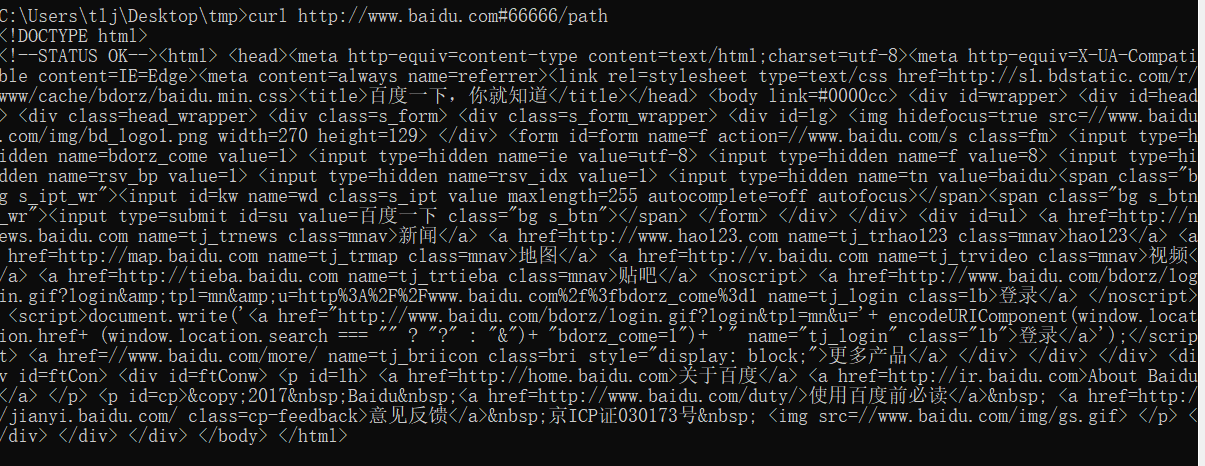 C:\Users\tlj\Desktop\tmp>curl http://www.baidu.com#66666/path
<!DOCTYPE html>
<!--STATUS OK--><html> <head><meta http-equiv=content-type content=text/html;charset=utf-8><meta http-equiv=X-UA-Compati
ble content=IE=Edge><meta content=always name=referrer><link rel=stylesheet type=text/css href=http://s1.bdstatic.com/r/
www/cache/bdorz/baidu.min.css><title>百度一下，你就知道</title></head> <body link=#0000cc> <div id=wrapper> <div id=head
> <div class=head_wrapper> <div class=s_form> <div class=s_form_wrapper> <div id=lg> <img hidefocus=true src=//www.baidu
.com/img/bd_logo1.png width=270 height=129> </div> <form id=form name=f action=//www.baidu.com/s class=fm> <input type=h
idden name=bdorz_come value=1> <input type=hidden name=ie value=utf-8> <input type=hidden name=f value=8> <input type=hi
dden name=rsv_bp value=1> <input type=hidden name=rsv_idx value=1> <input type=hidden name=tn value=baidu><span class="b
g s_ipt_wr"><input id=kw name=wd class=s_ipt value maxlength=255 autocomplete=off autofocus></span><span class="bg s_btn
_wr"><input type=submit id=su value=百度一下 class="bg s_btn"></span> </form> </div> </div> <div id=u1> <a href=http://n
ews.baidu.com name=tj_trnews class=mnav>新闻</a> <a href=http://www.hao123.com name=tj_trhao123 class=mnav>hao123</a> <a
 href=http://map.baidu.com name=tj_trmap class=mnav>地图</a> <a href=http://v.baidu.com name=tj_trvideo class=mnav>视频<
/a> <a href=http://tieba.baidu.com name=tj_trtieba class=mnav>贴吧</a> <noscript> <a href=http://www.baidu.com/bdorz/log
in.gif?login&amp;tpl=mn&amp;u=http%3A%2F%2Fwww.baidu.com%2f%3fbdorz_come%3d1 name=tj_login class=lb>登录</a> </noscript>
 <script>document.write('<a href="http://www.baidu.com/bdorz/login.gif?login&tpl=mn&u='+ encodeURIComponent(window.locat
ion.href+ (window.location.search === "" ? "?" : "&")+ "bdorz_come=1")+ '" name="tj_login" class="lb">登录</a>');</scrip
t> <a href=//www.baidu.com/more/ name=tj_briicon class=bri style="display: block;">更多产品</a> </div> </div> </div> <di
v id=ftCon> <div id=ftConw> <p id=lh> <a href=http://home.baidu.com>关于百度</a> <a href=http://ir.baidu.com>About Baidu
</a> </p> <p id=cp>&copy;2017&nbsp;Baidu&nbsp;<a href=http://www.baidu.com/duty/>使用百度前必读</a>&nbsp; <a href=http:/
/jianyi.baidu.com/ class=cp-feedback>意见反馈</a>&nbsp;京ICP证030173号&nbsp; <img src=//www.baidu.com/img/gs.gif> </p> <
/div> </div> </div> </body> </html>